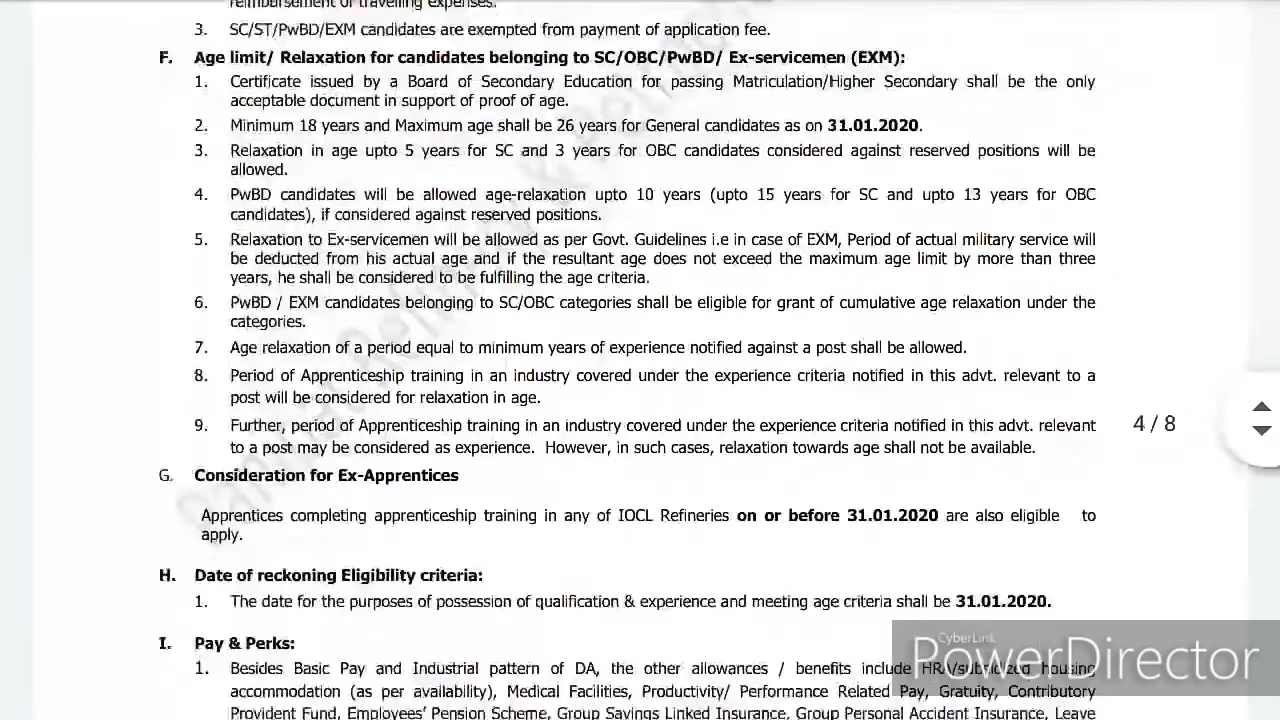 reimbursement or travelling expenses.
3. SC/ST/PwBD/EXM candidates are exempted from payment of application fee.
F. Age limit/ Relaxation for candidates belonging to SC/OBC/PwBD/ Ex-servicemen (EXM):
1. Certificate issued by a Board of Secondary Education for passing Matriculation/Higher Secondary shall be the only
acceptable document in support of proof of age.
2. Minimum 18 years and Maximum age shall be 26 years for General candidates as on 31.01.2020.
3. Relaxation in age upto 5 years for SC and 3 years for OBC candidates considered against reserved positions will be
allowed.
4. PwBD candidates will be allowed age-relaxation upto 10 years (upto 15 years for SC and upto 13 years for OBC
candidates), if considered against reserved positions.
5. Relaxation to Ex-servicemen will be allowed as per Govt. Guidelines i.e in case of EXM, Period of actual military service will
be deducted from his actual age and if the resultant age does not exceed the maximum age limit by more than three
years, he shall be considered to be fulfilling the age criteria.
6. PwBD / EXM candidates belonging to SC/OBC categories shall be eligible for grant of cumulative age relaxation under the
categories.
7. Age relaxation of a period equal to minimum years of experience notified against a post shall be allowed.
8. Period of Apprenticeship training in an industry covered under the experience criteria notified in this advt. relevant to a
post will be considered for relaxation in age.
9. Further, period of Apprenticeship training in an industry covered under the experience criteria notified in this advt. relevant
to a post may be considered as experience. However, in such cases, relaxation towards age shall not be available.
4 / 8
G. Consideration for Ex-Apprentices
Apprentices completing apprenticeship training in any of IOCL Refineries on or before 31.01.2020 are also eligible to
apply.
H. Date of reckoning Eligibility criteria:
1. The date for the purposes of possession of qualification & experience and meeting age criteria shall be 31.01.2020.
I. Pay & Perks:
1. Besides Basic Pay and Industrial pattern of DA, the other allowances / benefits include HRA/subsidized housing
accommodation (as per availability), Medical Facilities, Productivity/ Performance Related Pay, Gratuity, Contributory
Provident Fund, Employees' Pension Scheme, Group Savings Linked Insurance, Group Personal Accident Insurance, Leave
CyberLink
PowerDirector